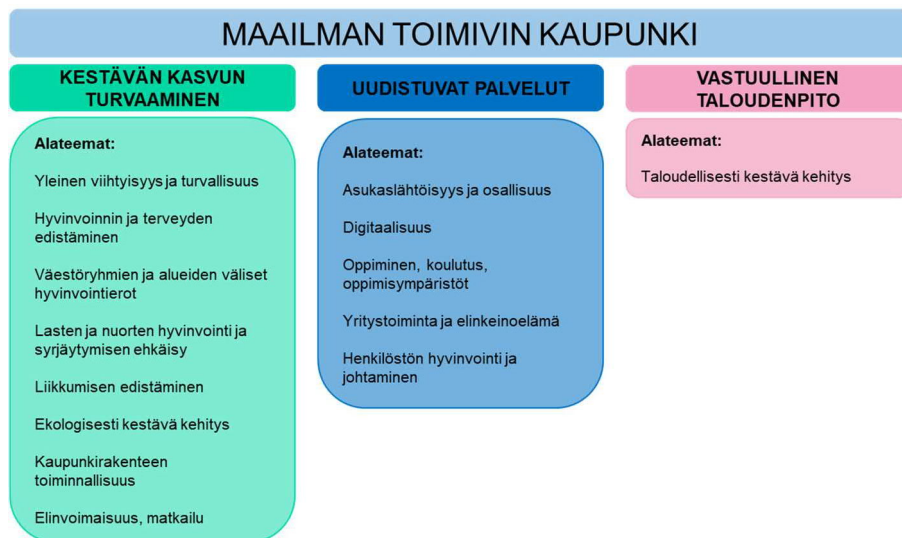 MAAILMAN TOIMIVIN KAUPUNKI
KESTÄVÄN KASVUN
TURVAAMINEN
Alateemat:
Yleinen viihtyisyys ja turvallisuus
Hyvinvoinnin ja terveyden
edistäminen
Väestöryhmien ja alueiden väliset
hyvinvointierot
Lasten ja nuorten hyvinvointi ja
syrjäytymisen ehkäisy
Liikkumisen edistäminen
Ekologisesti kestävä kehitys
Kaupunkirakenteen
toiminnallisuus
Elinvoimaisuus, matkailu
UUDISTUVAT PALVELUT
Alateemat:
Asukaslähtöisyys ja osallisuus
Digitaalisuus
Oppiminen, koulutus,
oppimisympäristöt
Yritystoiminta ja elinkeinoelämä
Henkilöstön hyvinvointi ja
johtaminen
VASTUULLINEN
TALOUDENPITO
Alateemat:
Taloudellisesti kestävä kehitys